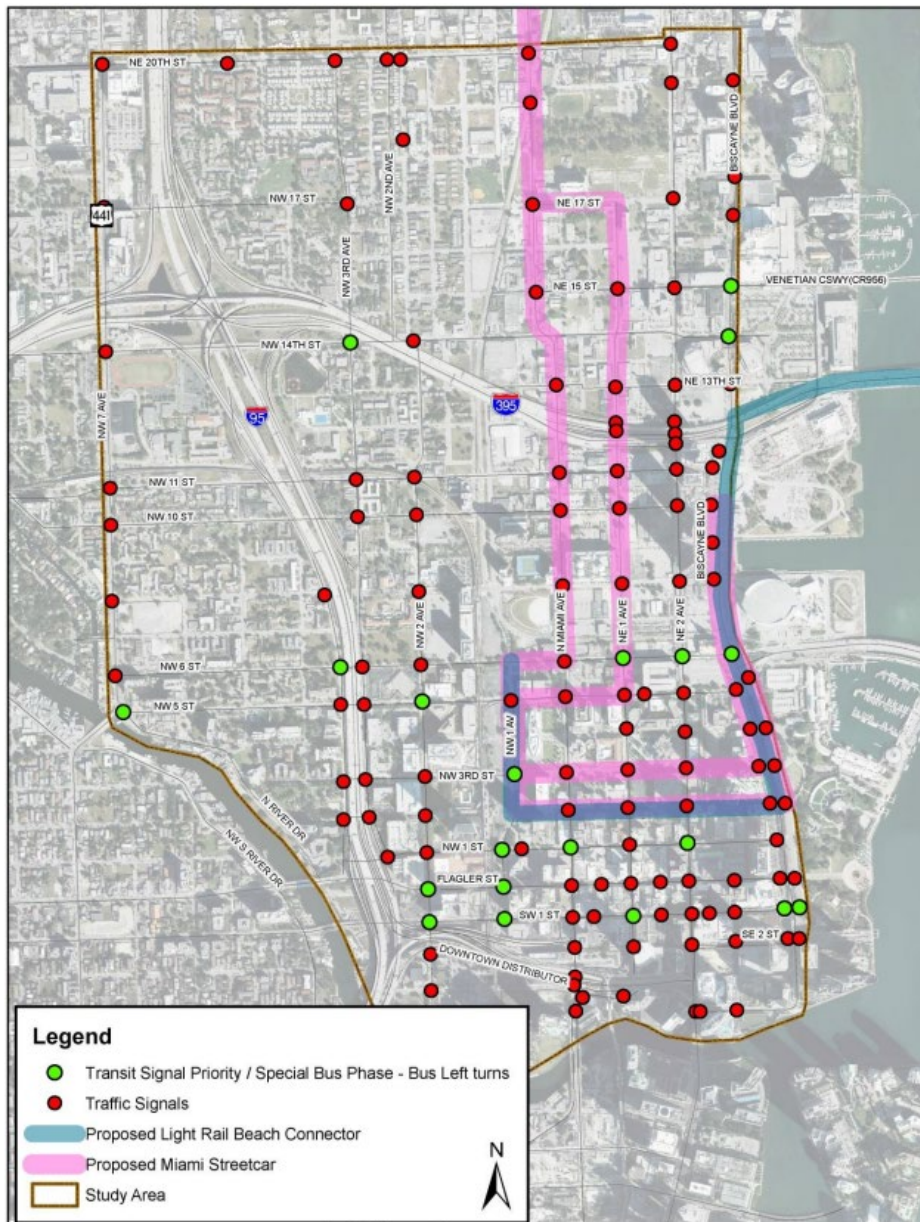 NE 20TH ST
BISCAYNE BLVD
NW 2ND AVE
NW 17 ST
NE 17 ST
441
NW 3RD AVE
NE 15 ST
VENETIAN CSWY(CR956)
NW 14TH ST
NE 13TH ST
NW 7 AVE
95
395
NW 11 ST
NW 10 ST
BISCAYNE BLVD
NW 2 AVE
N MIAMI AVE
NE 1 AVE
NE 2 AVE
NW 6 ST
NW 5 ST
NW 1 AV
NW 3RD ST
N RIVER DR
NW S RIVER DR
NW 1 ST
FLAGLER ST
SW 1 ST
SE 2 ST
DOWNTOWN DISTRIBUTOR
Legend
Transit Signal Priority / Special Bus Phase - Bus Left turns
Traffic Signals
Proposed Light Rail Beach Connector
Proposed Miami Streetcar
Study Area
N